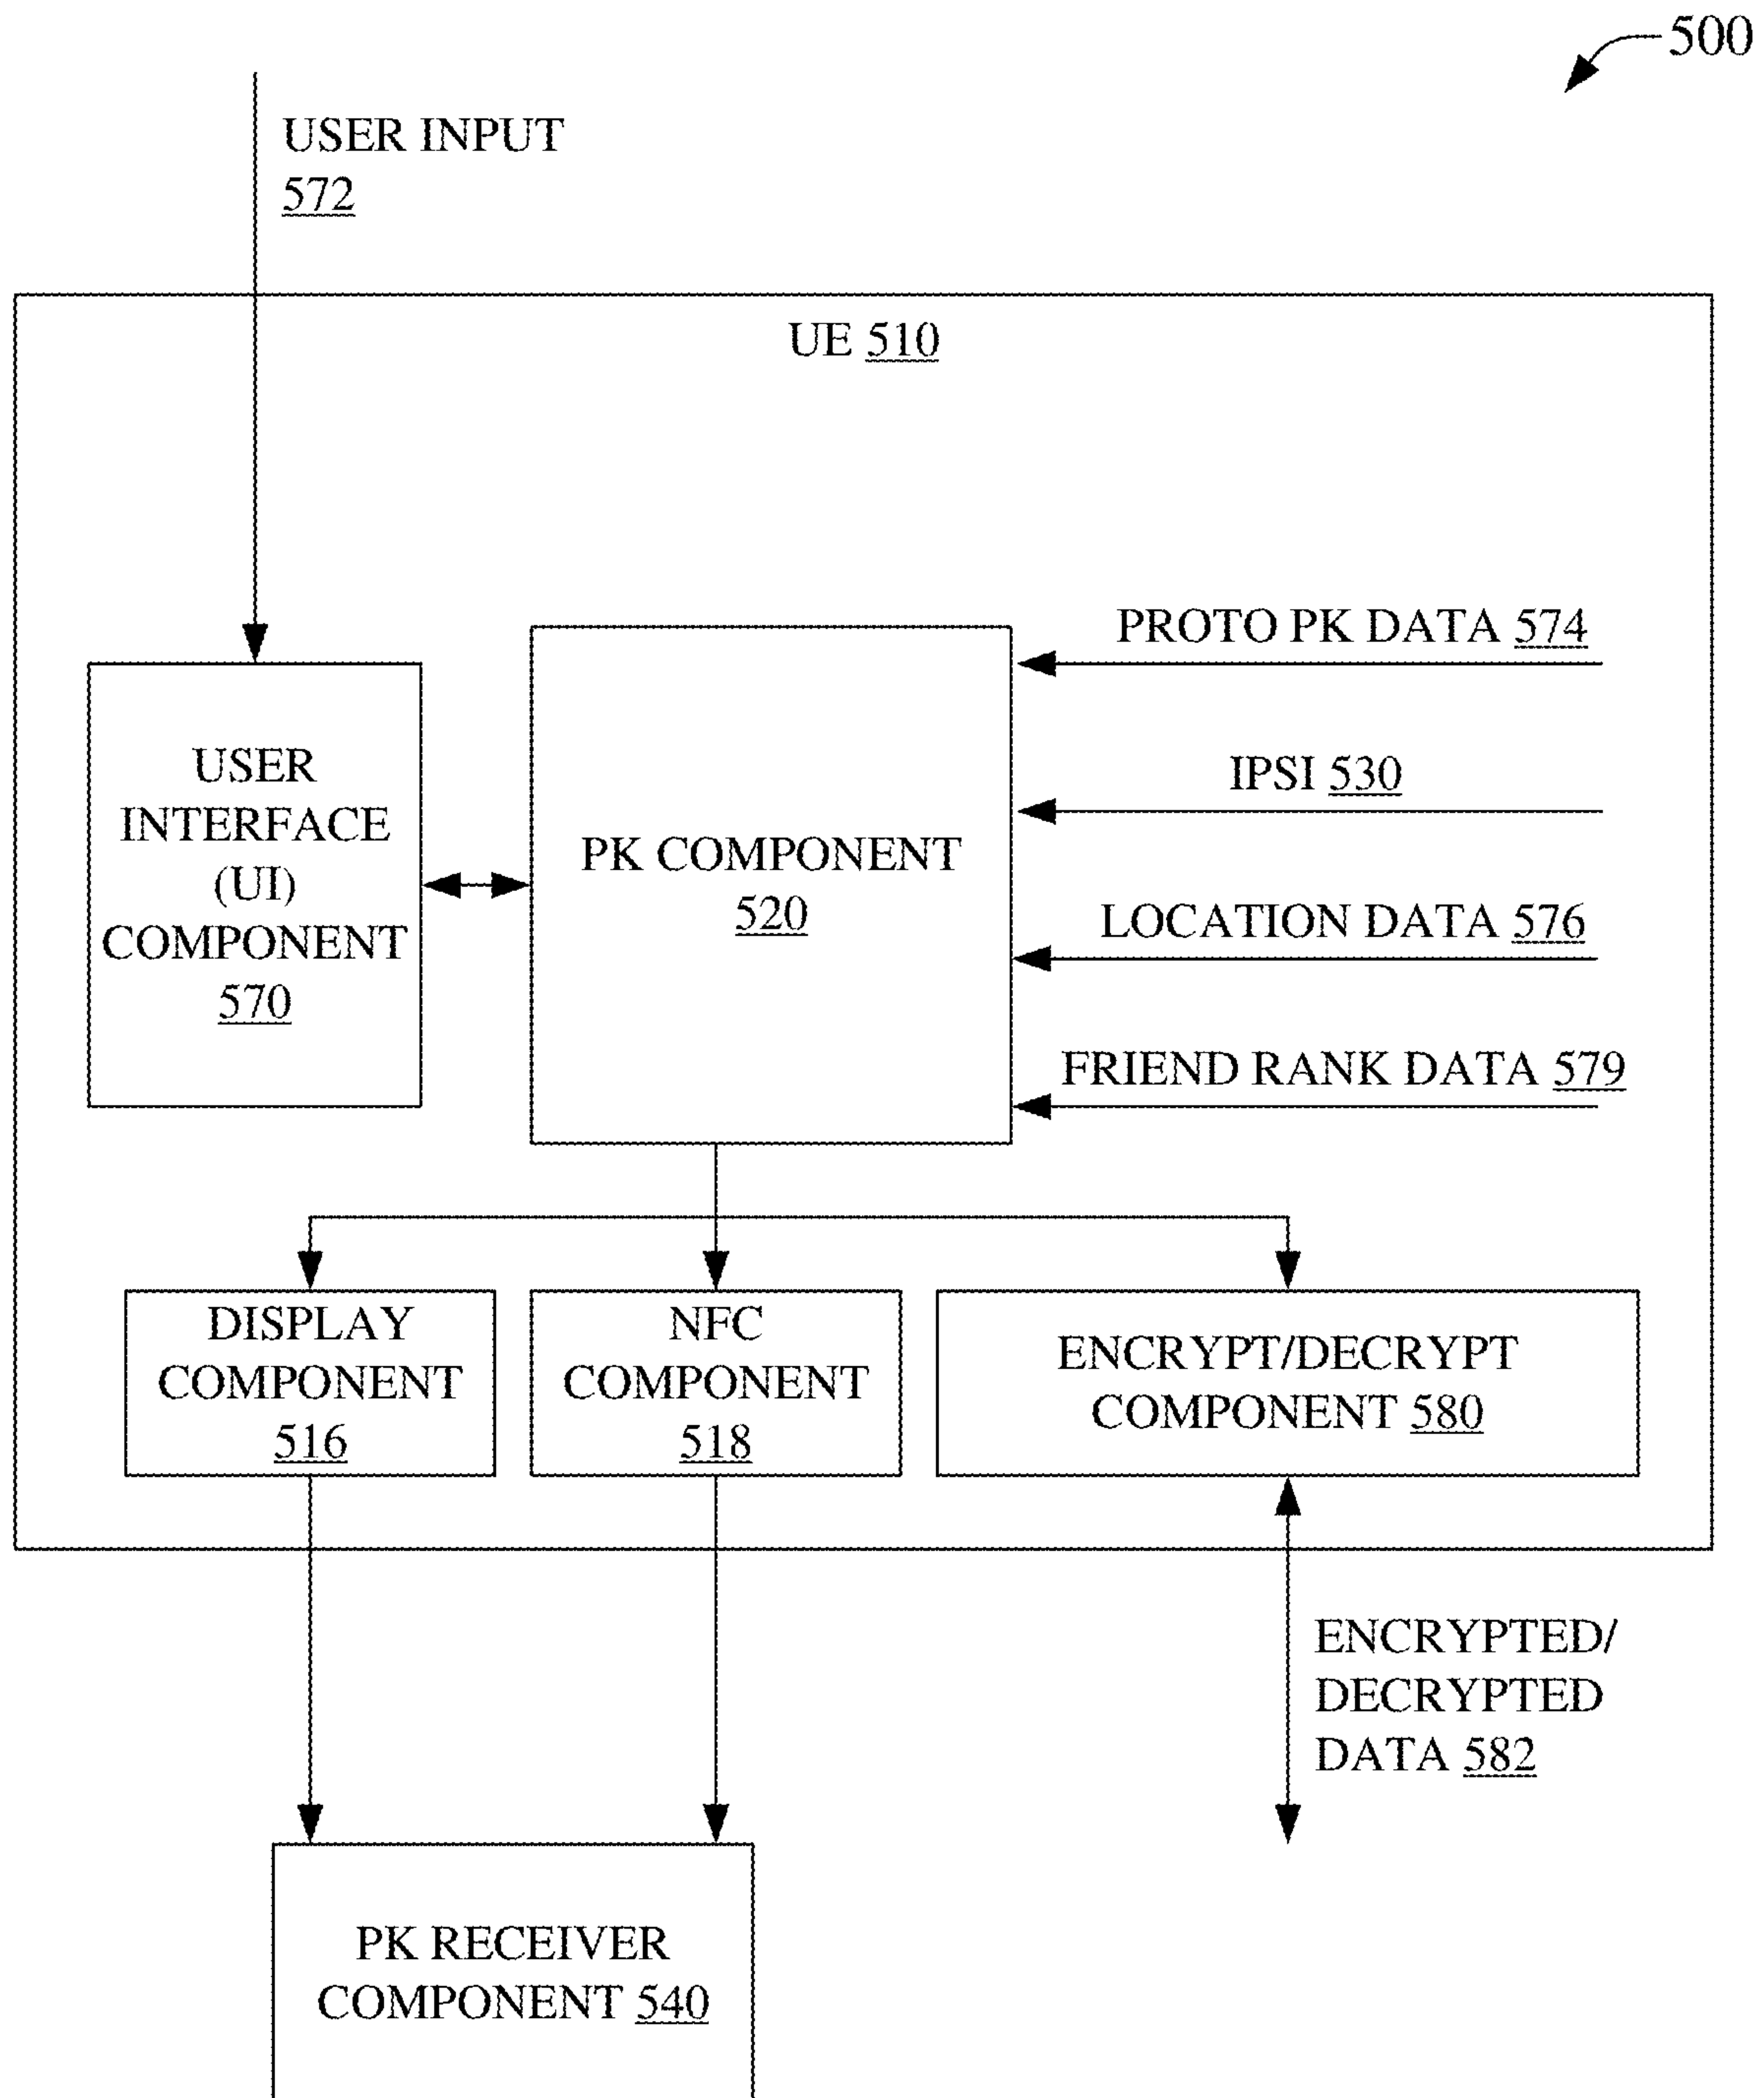 500
USER INPUT
572
UE 510
PROTO PK DATA 574
USER
INTERFACE
(UI)
COMPONENT
570
PK COMPONENT
520
IPSI 530
LOCATION DATA 576
FRIEND RANK DATA 579
DISPLAY
COMPONENT
516
NFC
COMPONENT
518
ENCRYPT/DECRYPT
COMPONENT 580
ENCRYPTED/
DECRYPTED
DATA 582
PK RECEIVER
COMPONENT 540